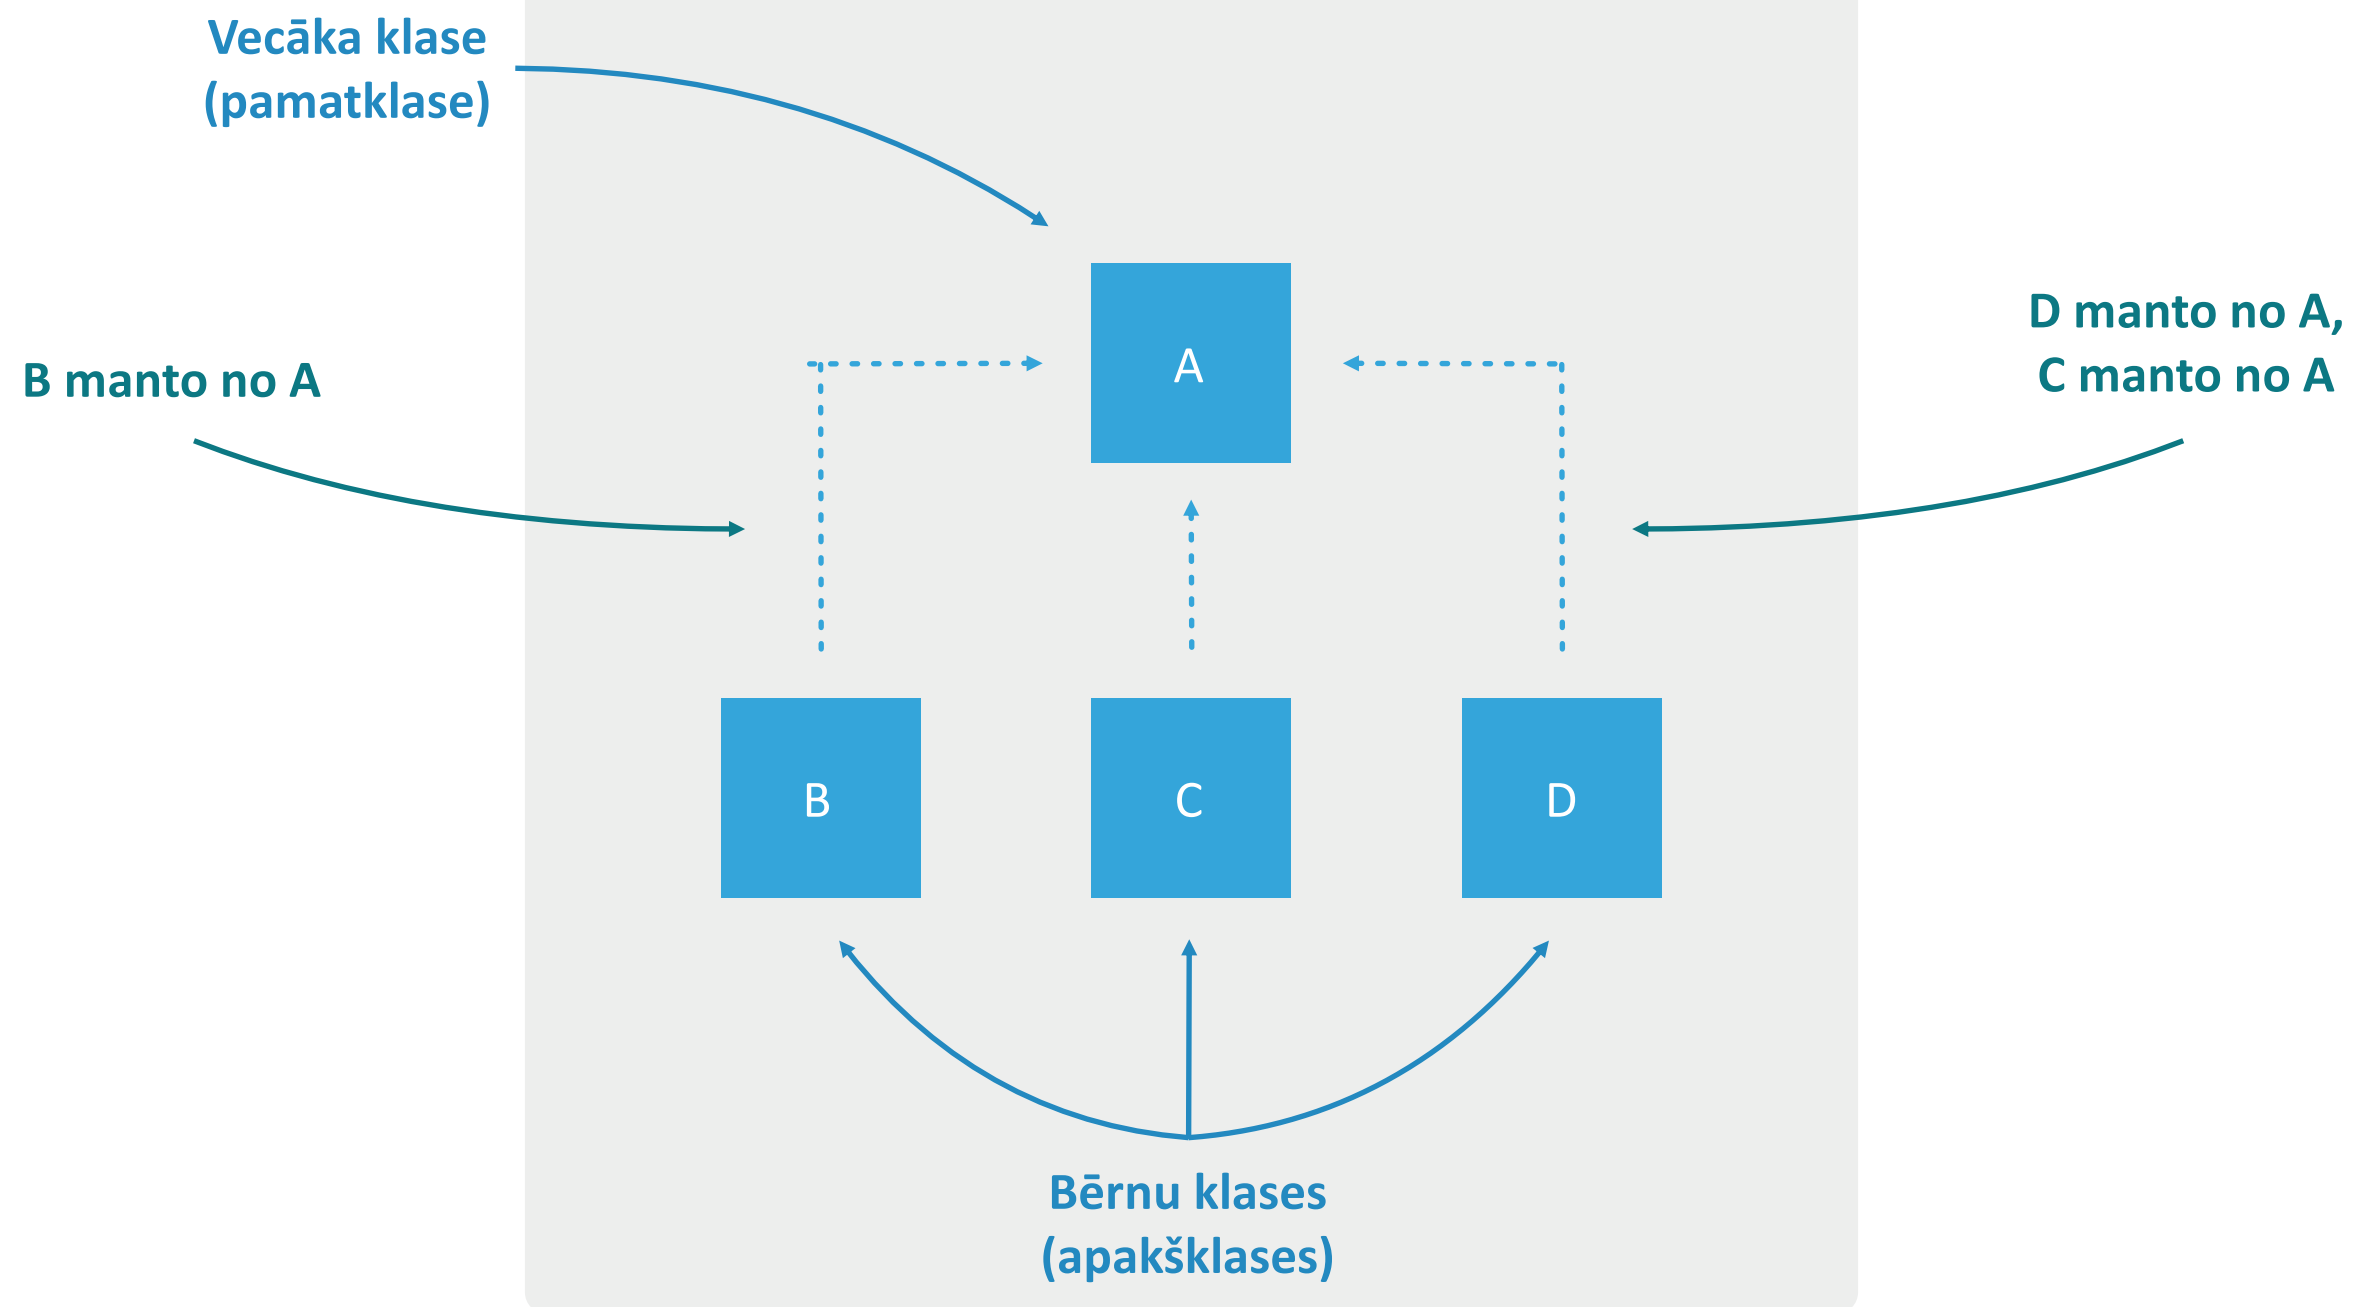 Vecāka klase
(pamatklase)
D manto no A,
C manto no A
B manto no A
A
B
C
D
Bērnu klases
(apakšklases)